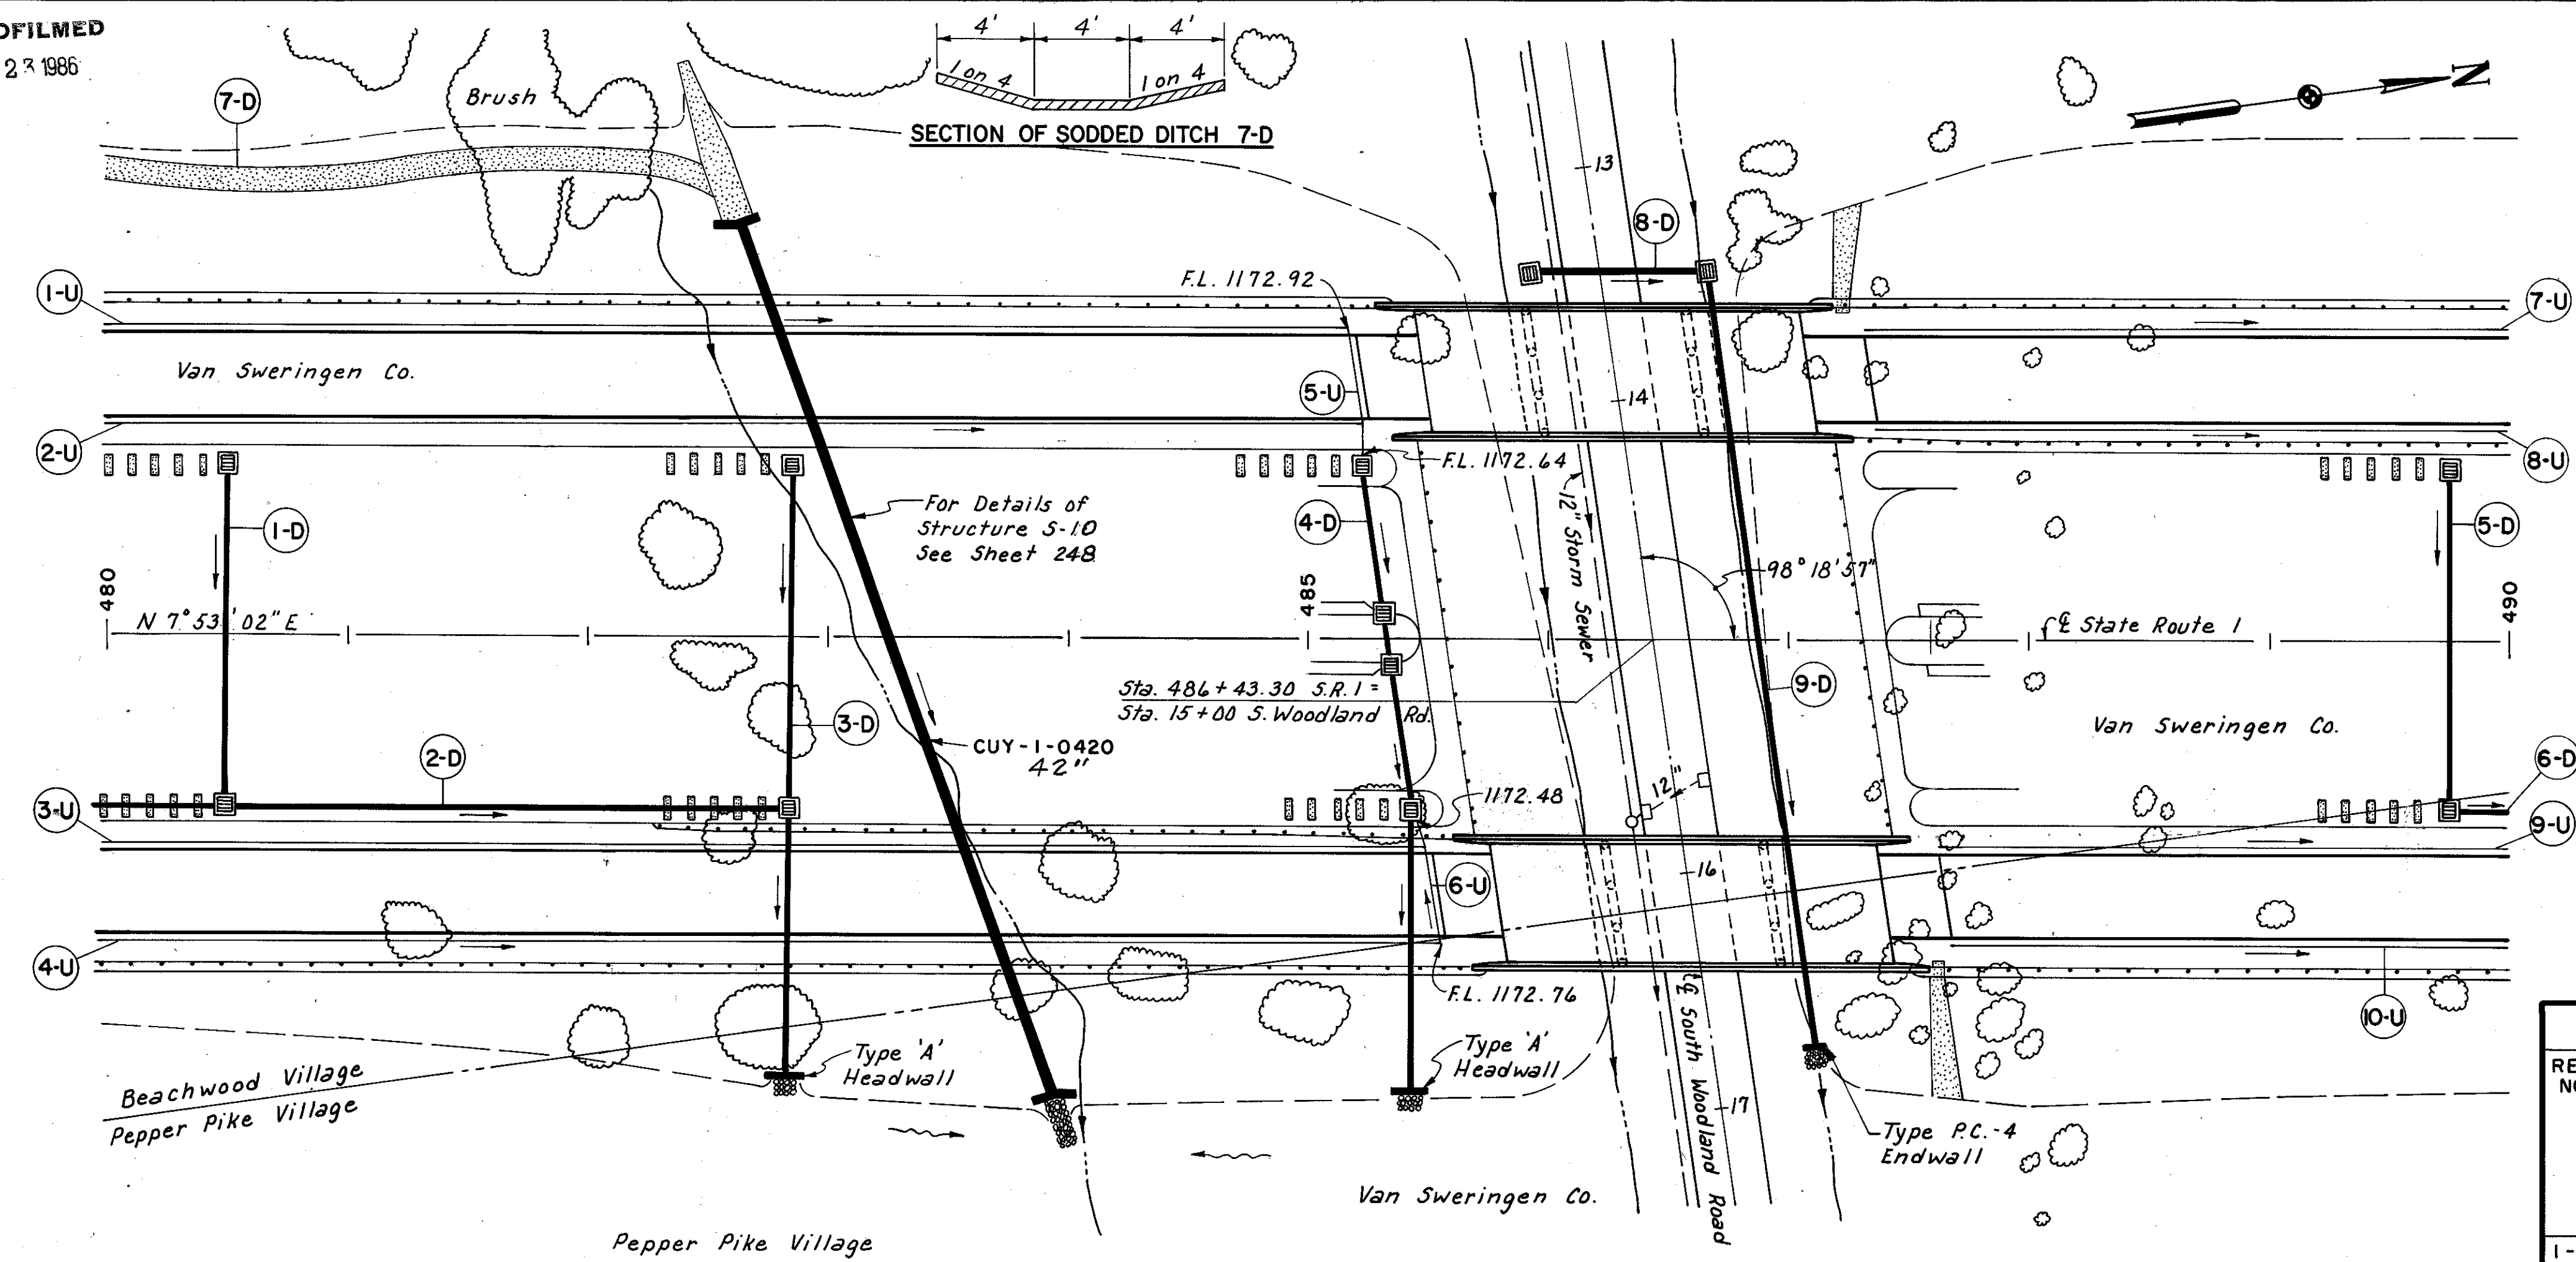 OFILMED
23 1986
7-D
Brush
4' 4' 4'
1 on 4
1 on 4
SECTION OF SODDED DITCH 7-D
N
13
8-D
1-U
F.L. 1172.92
7-U
Van Sweringen Co.
5-U
14
2-U
F.L. 1172.64
8-U
1-D
For Details of
Structure S-10
See Sheet 248
4-D
12" Storm Sewer
98° 18' 57"
5-D
480
N 7° 53' 02" E
485
℄ State Route 1
490
Sta. 486 + 43.30 S.R. 1 =
Sta. 15+00 S. Woodland Rd.
9-D
3-D
2-D
CUY-1-0420
42"
Van Sweringen Co.
6-D
3-U
12"
1172.48
9-U
6-U
16
4-U
F.L. 1172.76
10-U
℄ South Woodland Road
17
Type 'A'
Headwall
Type 'A'
Headwall
Beachwood Village
Pepper Pike Village
Type P.C.-4
Endwall
Van Sweringen Co.
Pepper Pike Village
RE
N
1-